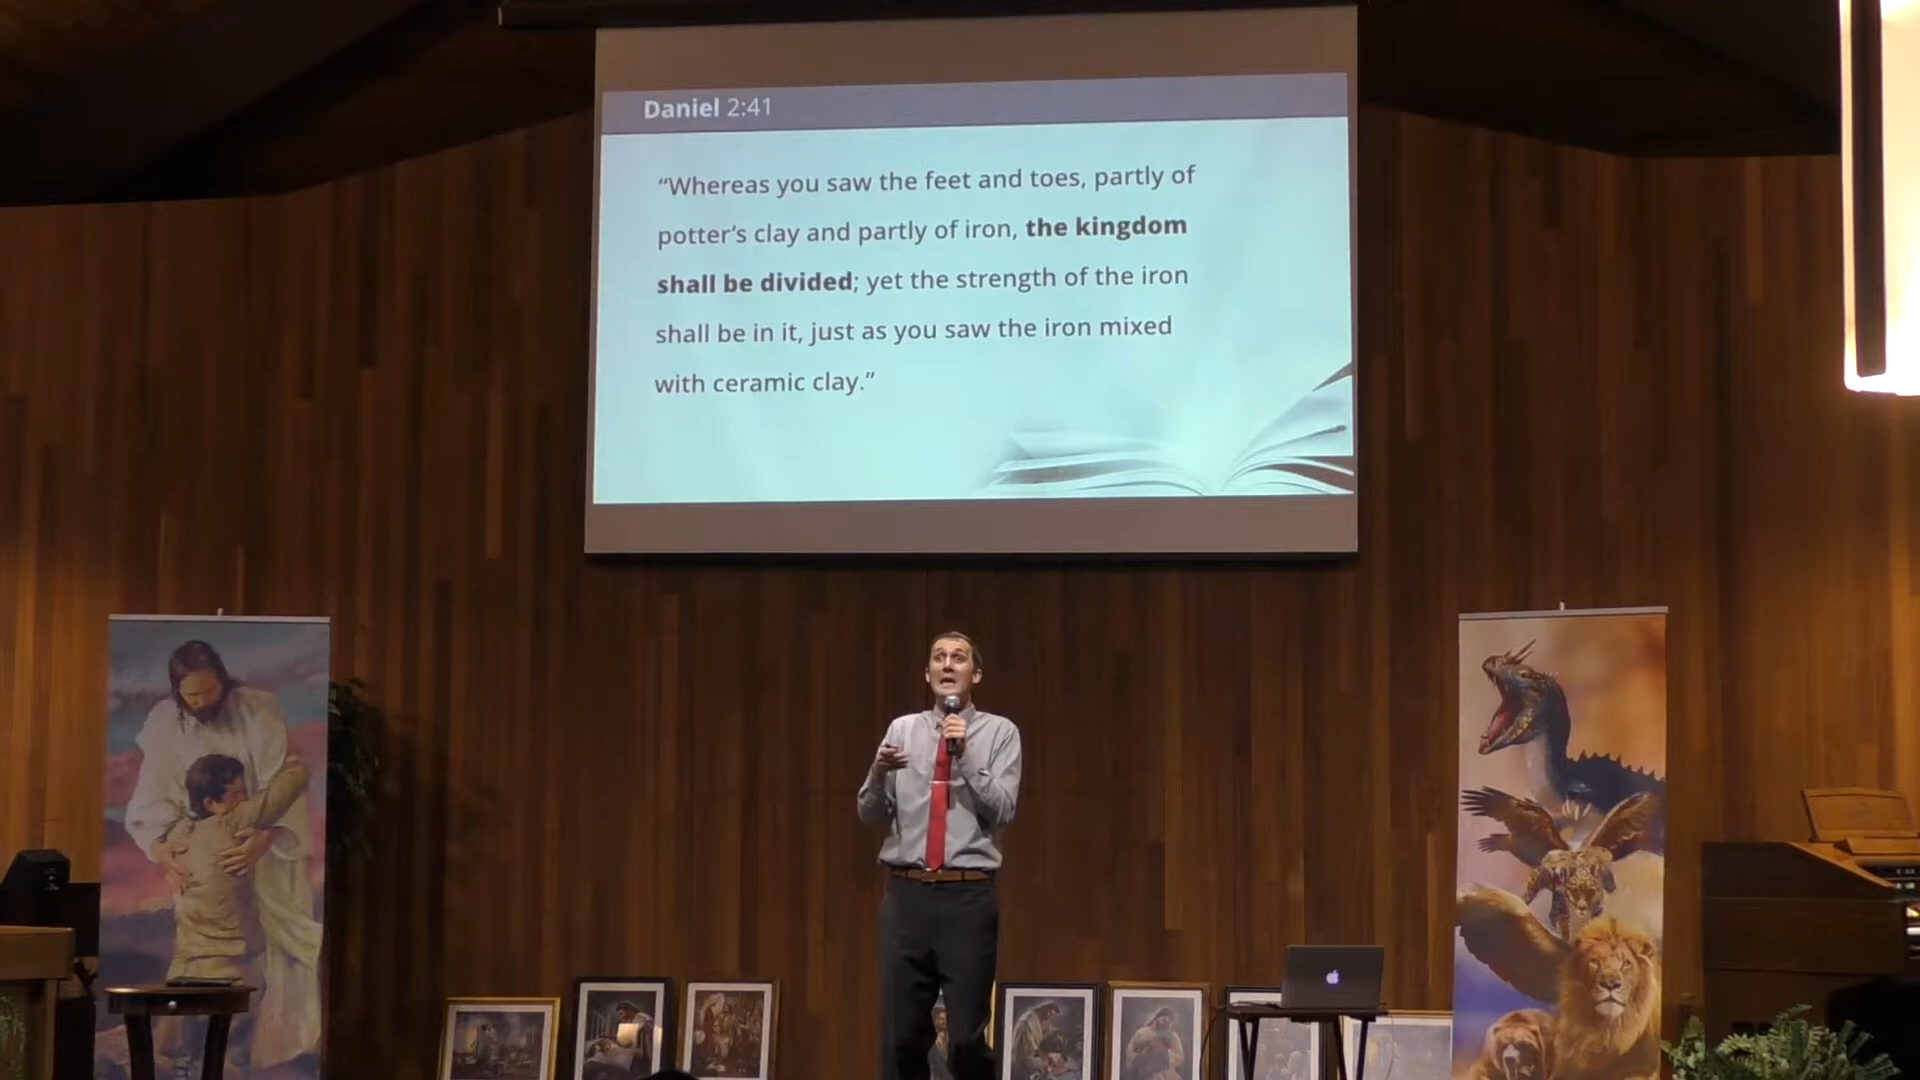 Daniel 2:41
“Whereas you saw the feet and toes, partly of
potter’s clay and partly of iron, the kingdom
shall be divided; yet the strength of the iron
shall be in it, just as you saw the iron mixed
with ceramic clay.”